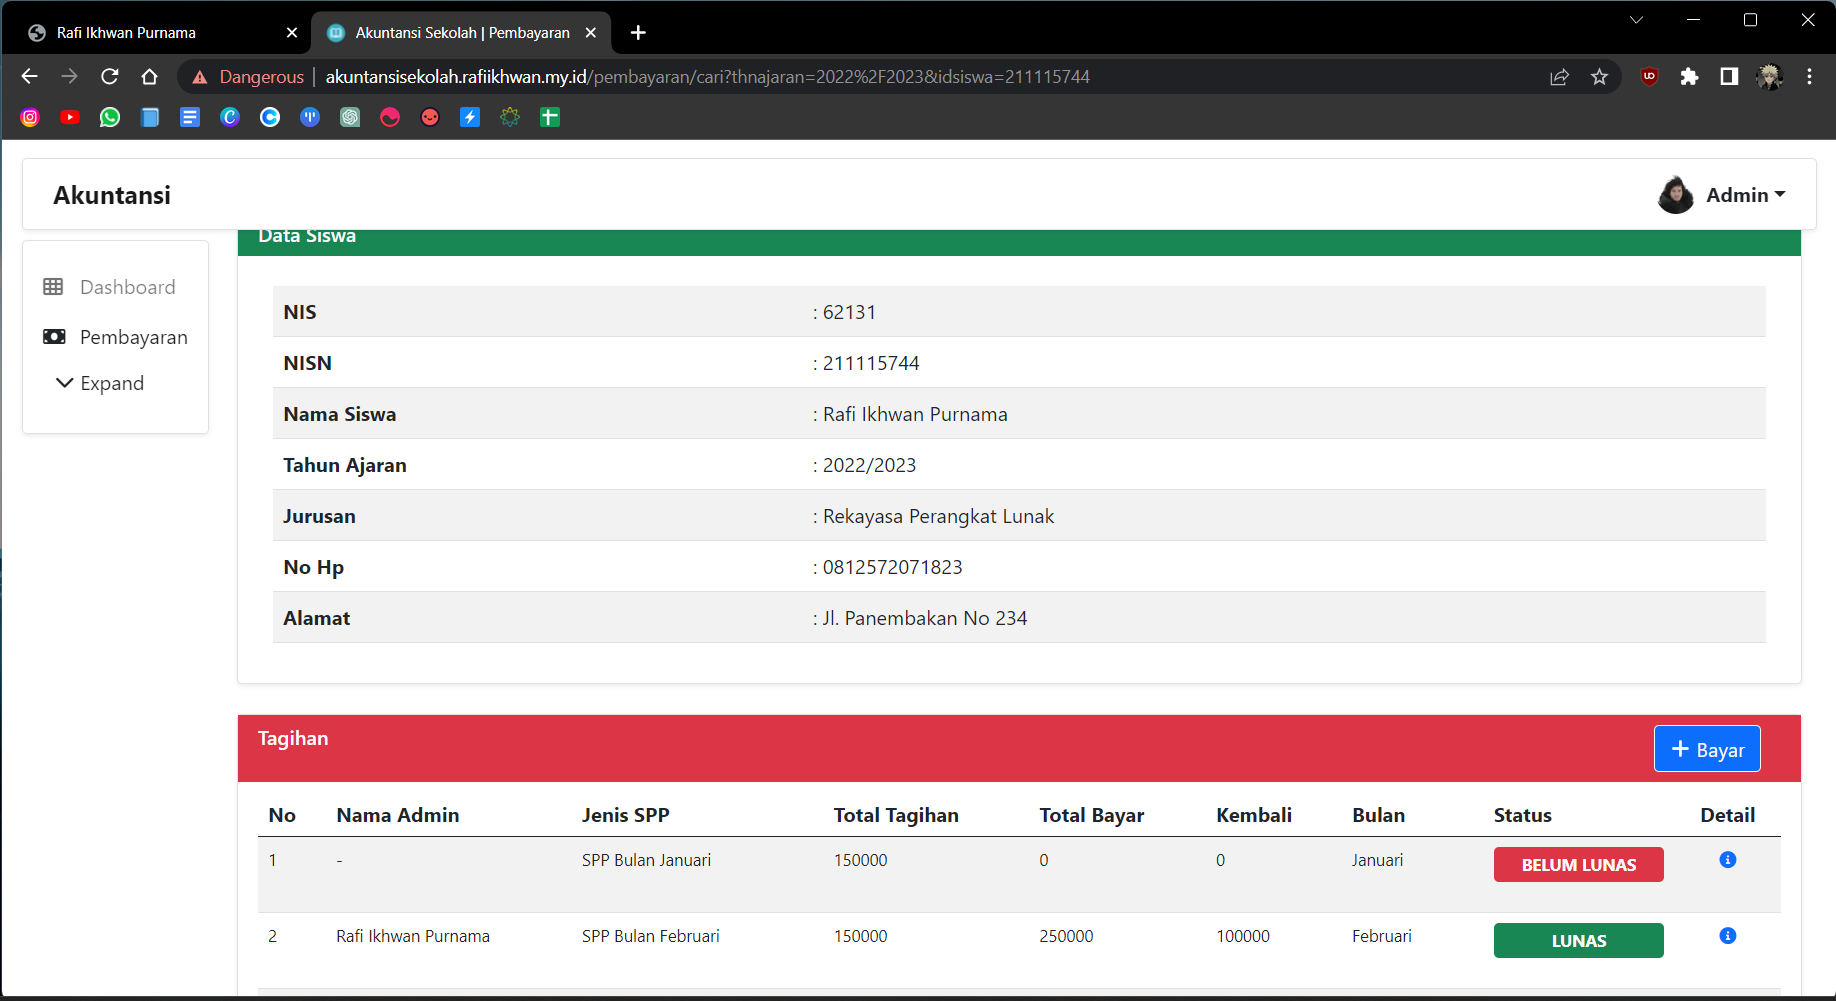 Rafi Ikhwan Purnama
Akuntansi Sekolah | Pembayaran
Dangerous | akuntansisekolah.rafiikhwan.my.id/pembayaran/cari?thnajaran=2022%2F2023&idsiswa=211115744
Akuntansi
Admin
Dashboard
Pembayaran
Expand
Data Siswa
NIS : 62131
NISN : 211115744
Nama Siswa : Rafi Ikhwan Purnama
Tahun Ajaran : 2022/2023
Jurusan : Rekayasa Perangkat Lunak
No Hp : 0812572071823
Alamat : Jl. Panembakan No 234
Tagihan
+ Bayar
No Nama Admin Jenis SPP Total Tagihan Total Bayar Kembali Bulan Status Detail
1 - SPP Bulan Januari 150000 0 0 Januari BELUM LUNAS
2 Rafi Ikhwan Purnama SPP Bulan Februari 150000 250000 100000 Februari LUNAS